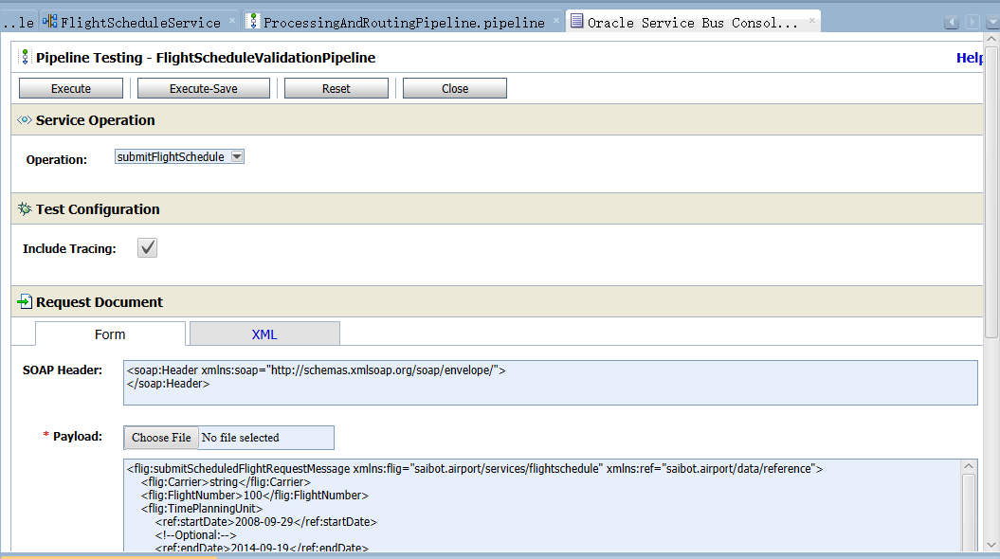 ..le FlightScheduleService ProcessingAndRoutingPipeline.pipeline Oracle Service Bus Consol...
Pipeline Testing - FlightScheduleValidationPipeline Help
Execute Execute-Save Reset Close
Service Operation
Operation: submitFlightSchedule
Test Configuration
Include Tracing:
Request Document
Form XML
SOAP Header: <soap:Header xmlns:soap="http://schemas.xmlsoap.org/soap/envelope/">
</soap:Header>
* Payload: Choose File No file selected
<flig:submitScheduledFlightRequestMessage xmlns:flig="saibot.airport/services/flightschedule" xmlns:ref="saibot.airport/data/reference">
<flig:Carrier>string</flig:Carrier>
<flig:FlightNumber>100</flig:FlightNumber>
<flig:TimePlanningUnit>
<ref:startDate>2008-09-29</ref:startDate>
<!--Optional:-->
<ref:endDate>2014-09-19</ref:endDate>